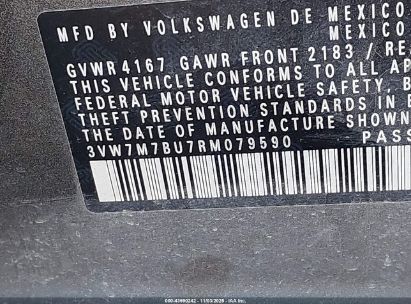 MFD BY VOLKSWAGEN DE MEXICO
MEXICO
GVWR 4167 GAWR FRONT 2183 / RE
THIS VEHICLE CONFORMS TO ALL AP
FEDERAL MOTOR VEHICLE SAFETY, B
THEFT PREVENTION STANDARDS IN
THE DATE OF MANUFACTURE SHOWN
3VW7M7BU7RM079590 PASS